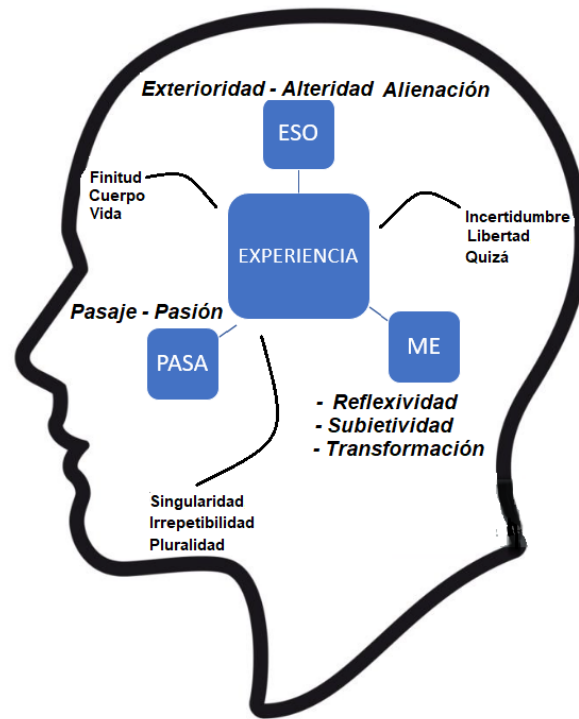 Exterioridad - Alteridad Alienación
ESO
Finitud
Cuerpo
Vida
Incertidumbre
Libertad
Quizá
EXPERIENCIA
Pasaje - Pasión
PASA
ME
- Reflexividad
- Subietividad
- Transformación
Singularidad
Irrepetibilidad
Pluralidad